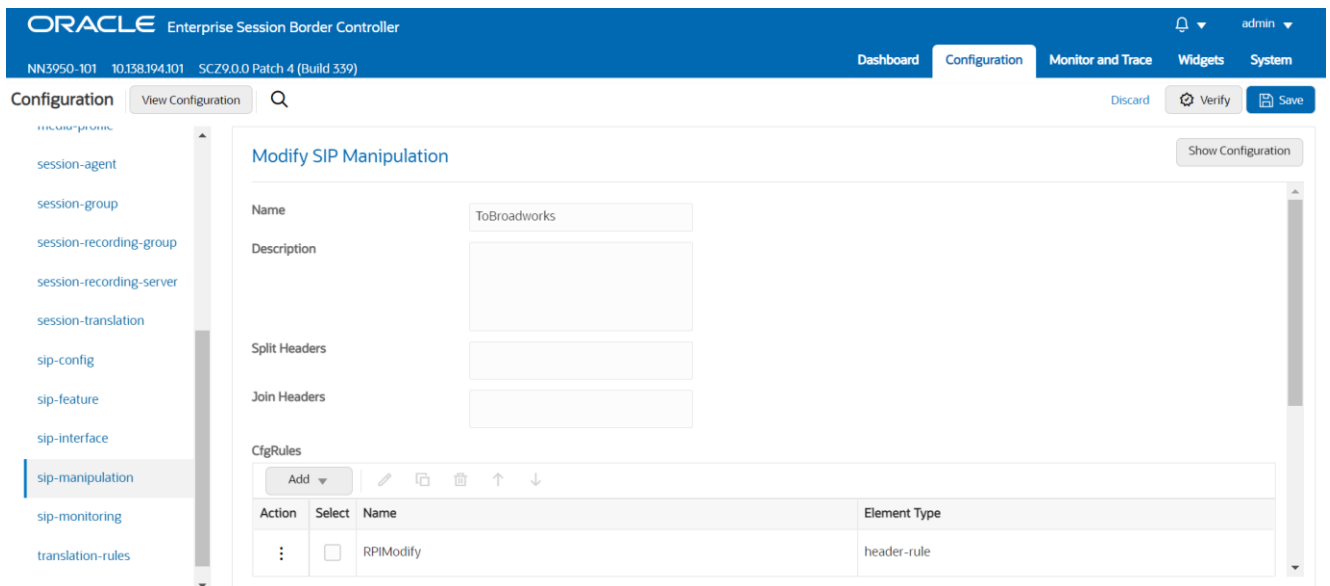 ORACLE Enterprise Session Border Controller
admin
NN3950-101 10.138.194.101 SCZ9.0.0 Patch 4 (Build 339)
Dashboard Configuration Monitor and Trace Widgets System
Configuration View Configuration Discard Verify Save
media-profile
session-agent
session-group
session-recording-group
session-recording-server
session-translation
sip-config
sip-feature
sip-interface
sip-manipulation
sip-monitoring
translation-rules
Modify SIP Manipulation
Show Configuration
Name ToBroadworks
Description
Split Headers
Join Headers
CfgRules
Add
Action Select Name Element Type
RPIModify header-rule